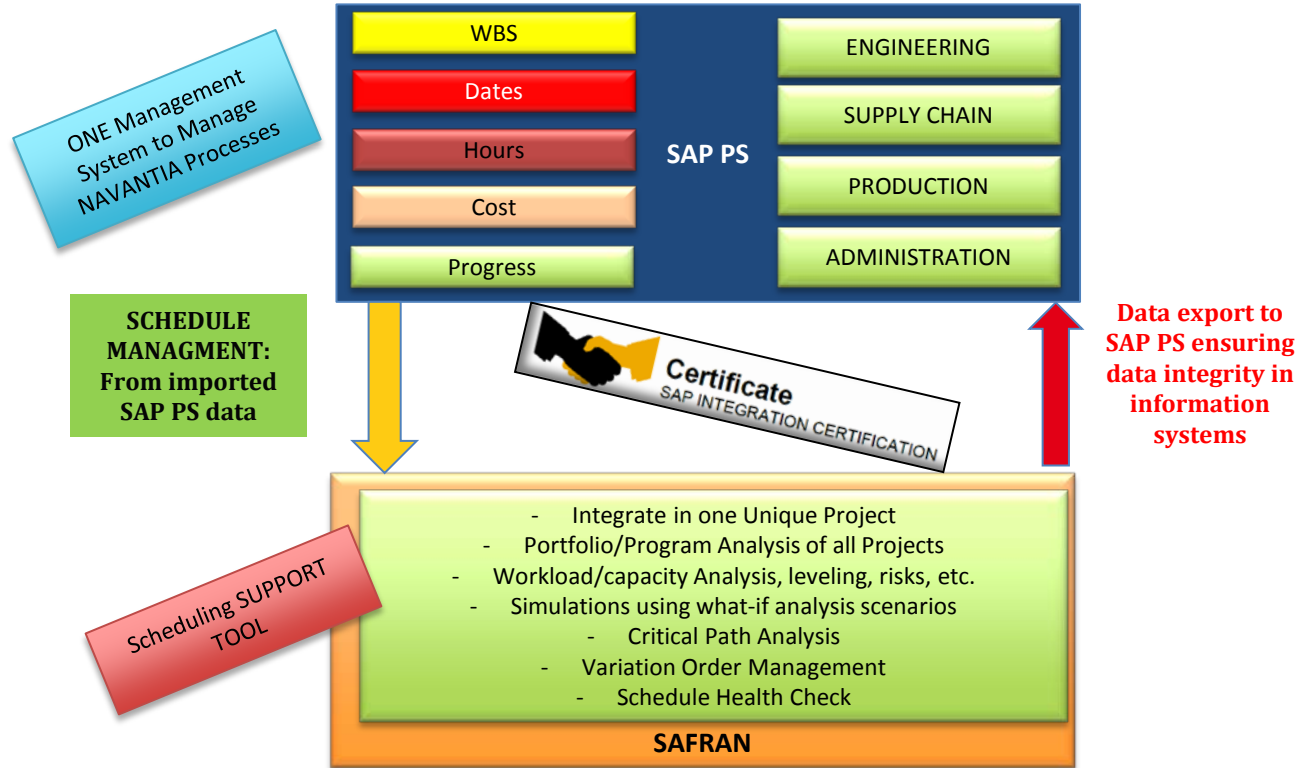 ONE Management
System to Manage
NAVANTIA Processes
WBS
Dates
Hours
Cost
Progress
SAP PS
ENGINEERING
SUPPLY CHAIN
PRODUCTION
ADMINISTRATION
SCHEDULE
MANAGMENT:
From imported
SAP PS data
Certificate
SAP INTEGRATION CERTIFICATION
Data export to
SAP PS ensuring
data integrity in
information
systems
Scheduling SUPPORT
TOOL
- Integrate in one Unique Project
- Portfolio/Program Analysis of all Projects
- Workload/capacity Analysis, leveling, risks, etc.
- Simulations using what-if analysis scenarios
- Critical Path Analysis
- Variation Order Management
- Schedule Health Check
SAFRAN